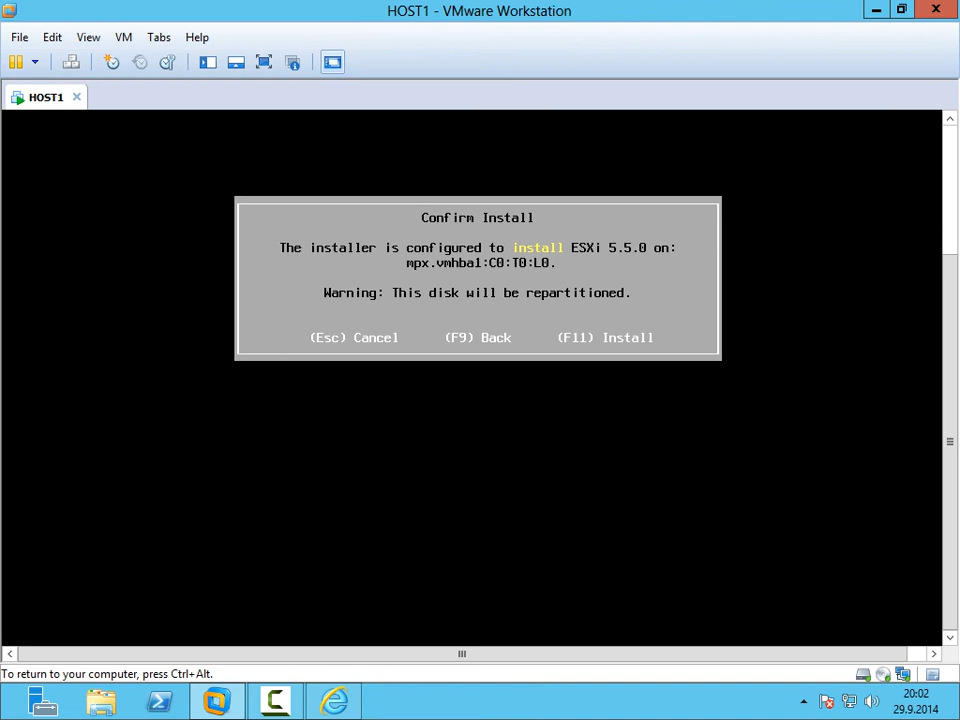 HOST1 - VMware Workstation
File Edit View VM Tabs Help
HOST1
Confirm Install
The installer is configured to install ESXi 5.5.0 on:
mpx.vmhba1:C0:T0:L0.
Warning: This disk will be repartitioned.
(Esc) Cancel (F9) Back (F11) Install
To return to your computer, press Ctrl+Alt.
20:02
29.9.2014